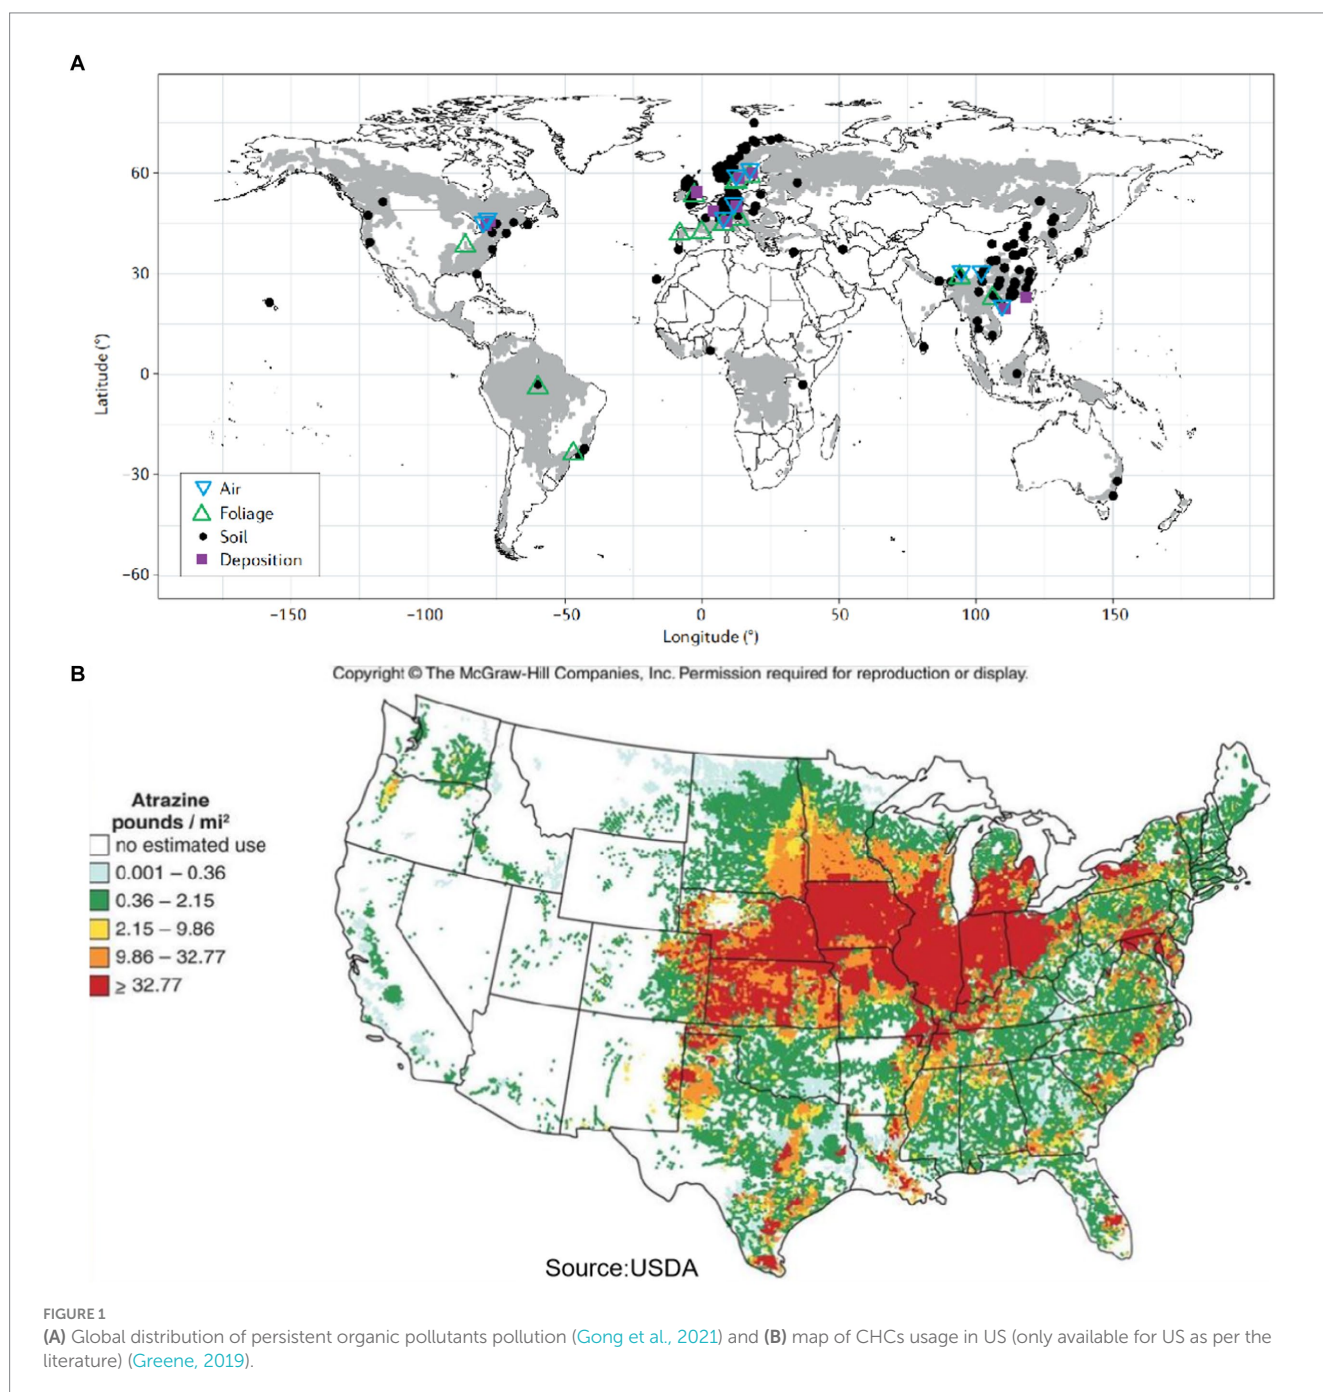 A
Latitude (°)
60
30
0
−30
−60
Air
Foliage
Soil
Deposition
−150
−100
−50
0
50
100
150
Longitude (°)
B
Copyright © The McGraw-Hill Companies, Inc. Permission required for reproduction or display.
Atrazine
pounds / mi²
no estimated use
0.001 – 0.36
0.36 – 2.15
2.15 – 9.86
9.86 – 32.77
≥ 32.77
Source:USDA
FIGURE 1
(A) Global distribution of persistent organic pollutants pollution (Gong et al., 2021) and (B) map of CHCs usage in US (only available for US as per the
literature) (Greene, 2019).